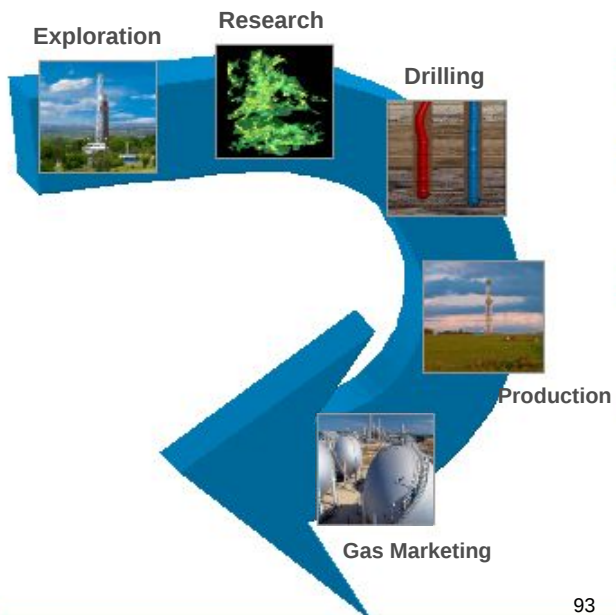 Exploration
Research
Drilling
Production
Gas Marketing
93